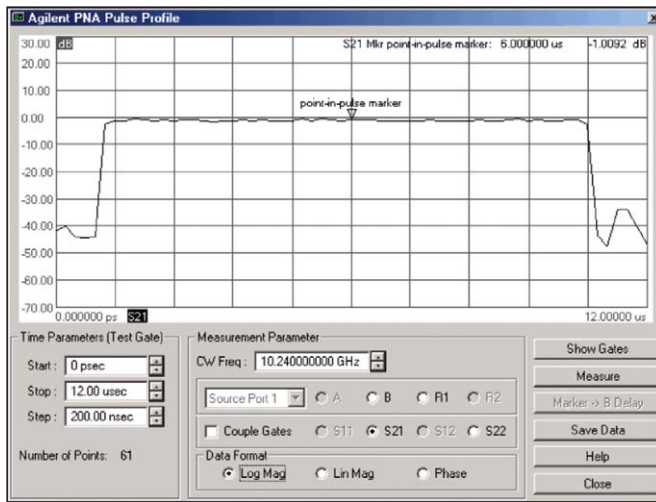 Agilent PNA Pulse Profile
30.00 dB
S21 Mkr point-in-pulse marker: 6.000000 us -1.0092 dB
20.00
10.00
point-in-pulse marker
0.00
-10.00
-20.00
-30.00
-40.00
-50.00
-60.00
-70.00
0.000000 ps S21 12.00000 us
Time Parameters (Test Gate)
Start : 0 psec
Stop : 12.00 usec
Step : 200.00 nsec
Number of Points: 61
Measurement Parameter
CW Freq : 10.240000000 GHz
Source Port 1 A B R1 R2
Couple Gates S11 S21 S12 S22
Data Format
Log Mag Lin Mag Phase
Show Gates
Measure
Marker -> B Delay
Save Data
Help
Close